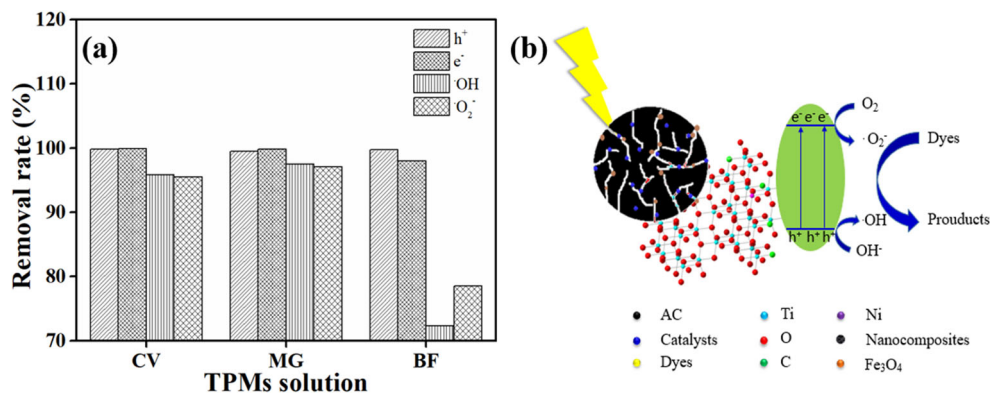 (a)
Removal rate (%)
120
110
100
90
80
70
h⁺
e⁻
·OH
·O₂⁻
CV MG BF
TPMs solution
(b)
e⁻ e⁻ e⁻
h⁺ h⁺ h⁺
O₂
·O₂⁻
·OH
OH⁻
Dyes
Prouducts
AC Ti Ni
Catalysts O Nanocomposites
Dyes C Fe₃O₄